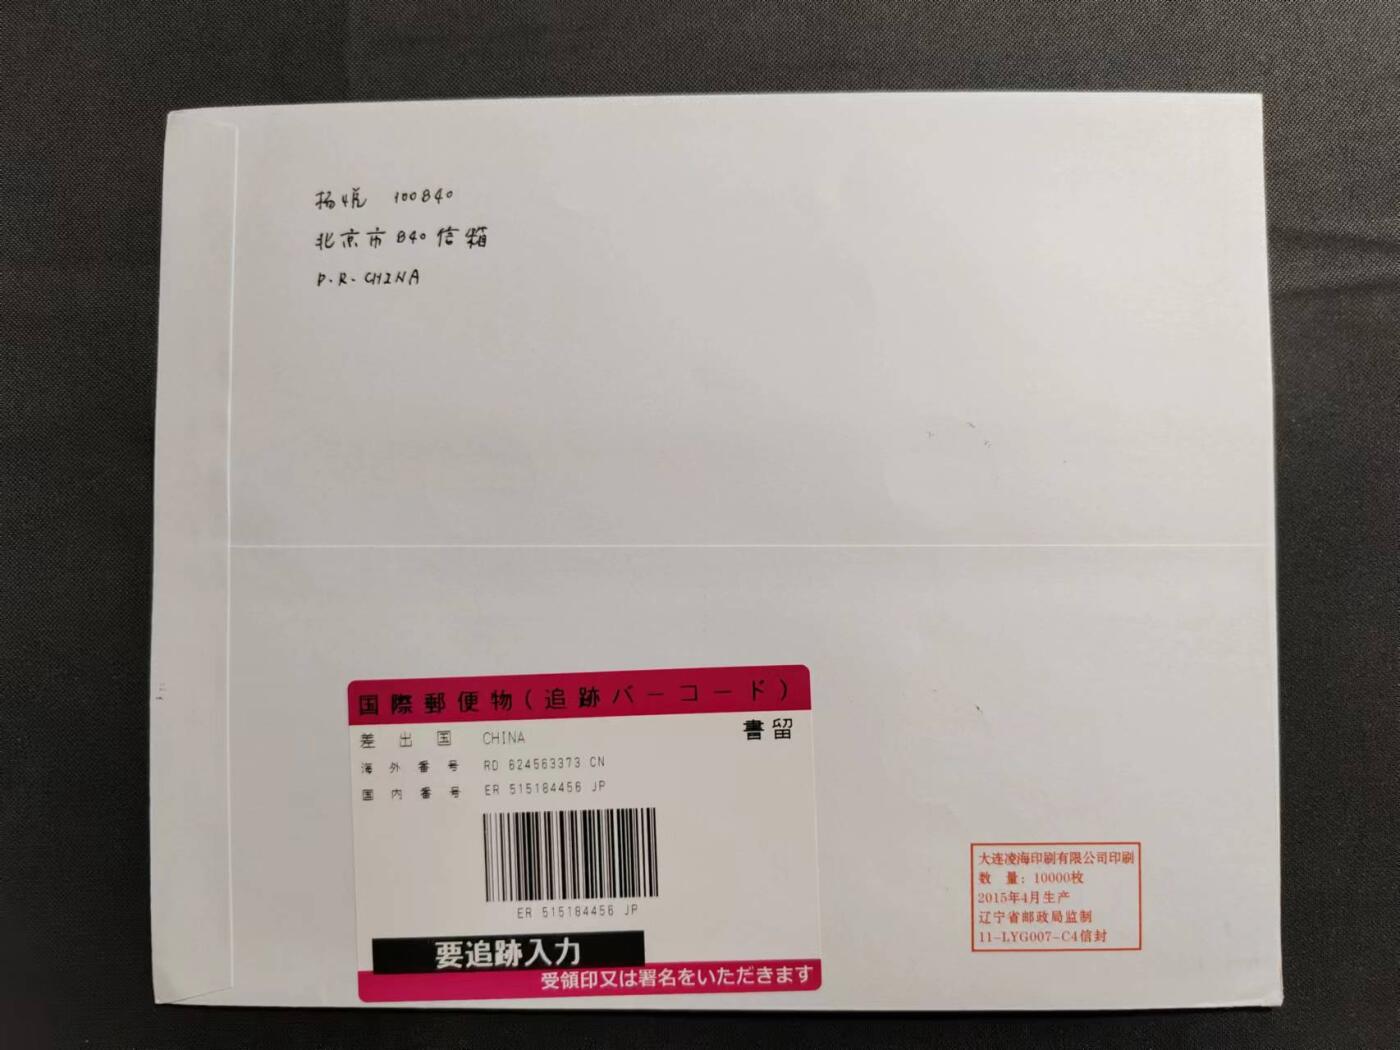 杨悦 100840
北京市840信箱
P.R.CHINA
国際郵便物(追跡バーコード)
書留
差出国 CHINA
海外番号 RD 624563373 CN
国内番号 ER 515184456 JP
ER 515184456 JP
要追跡入力
受領印又は署名をいただきます
大连凌海印刷有限公司印刷
数 量：10000枚
2015年4月生产
辽宁省邮政局监制
11-LYG007-C4信封